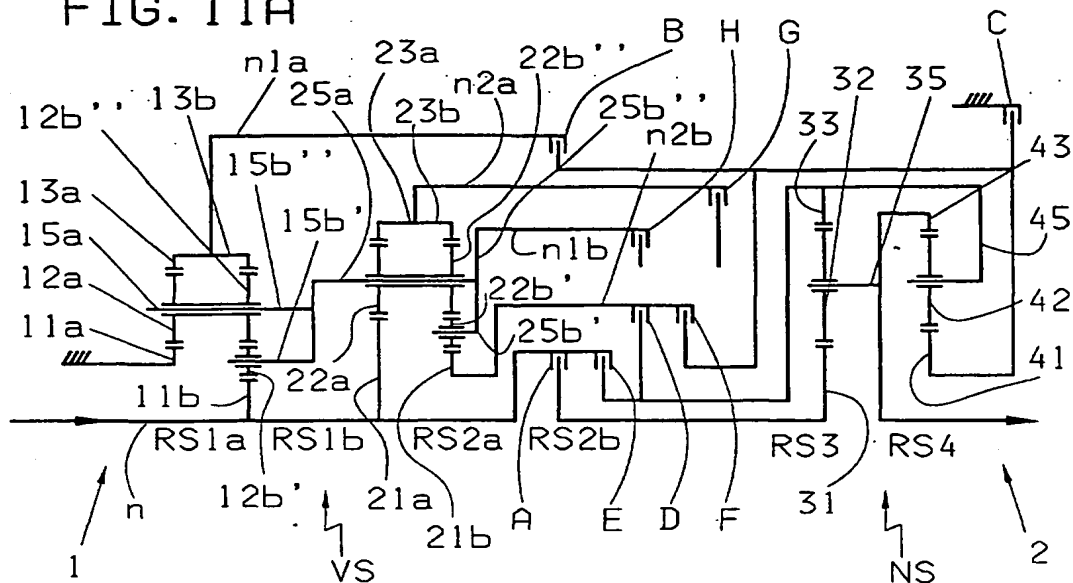 FIG. 11A
B H G C
n1a 23a 22b''
12b'' 13b 25a 23b n2a 25b'' n2b 32 35
13a 15b'' 33 43
15a 15b' n1b 45
12a 22b' 42
11a 22a 25b' 41
11b
RS1a RS1b RS2a RS2b RS3 RS4
n 12b' 21a 21b A E D F 31
1 VS NS 2